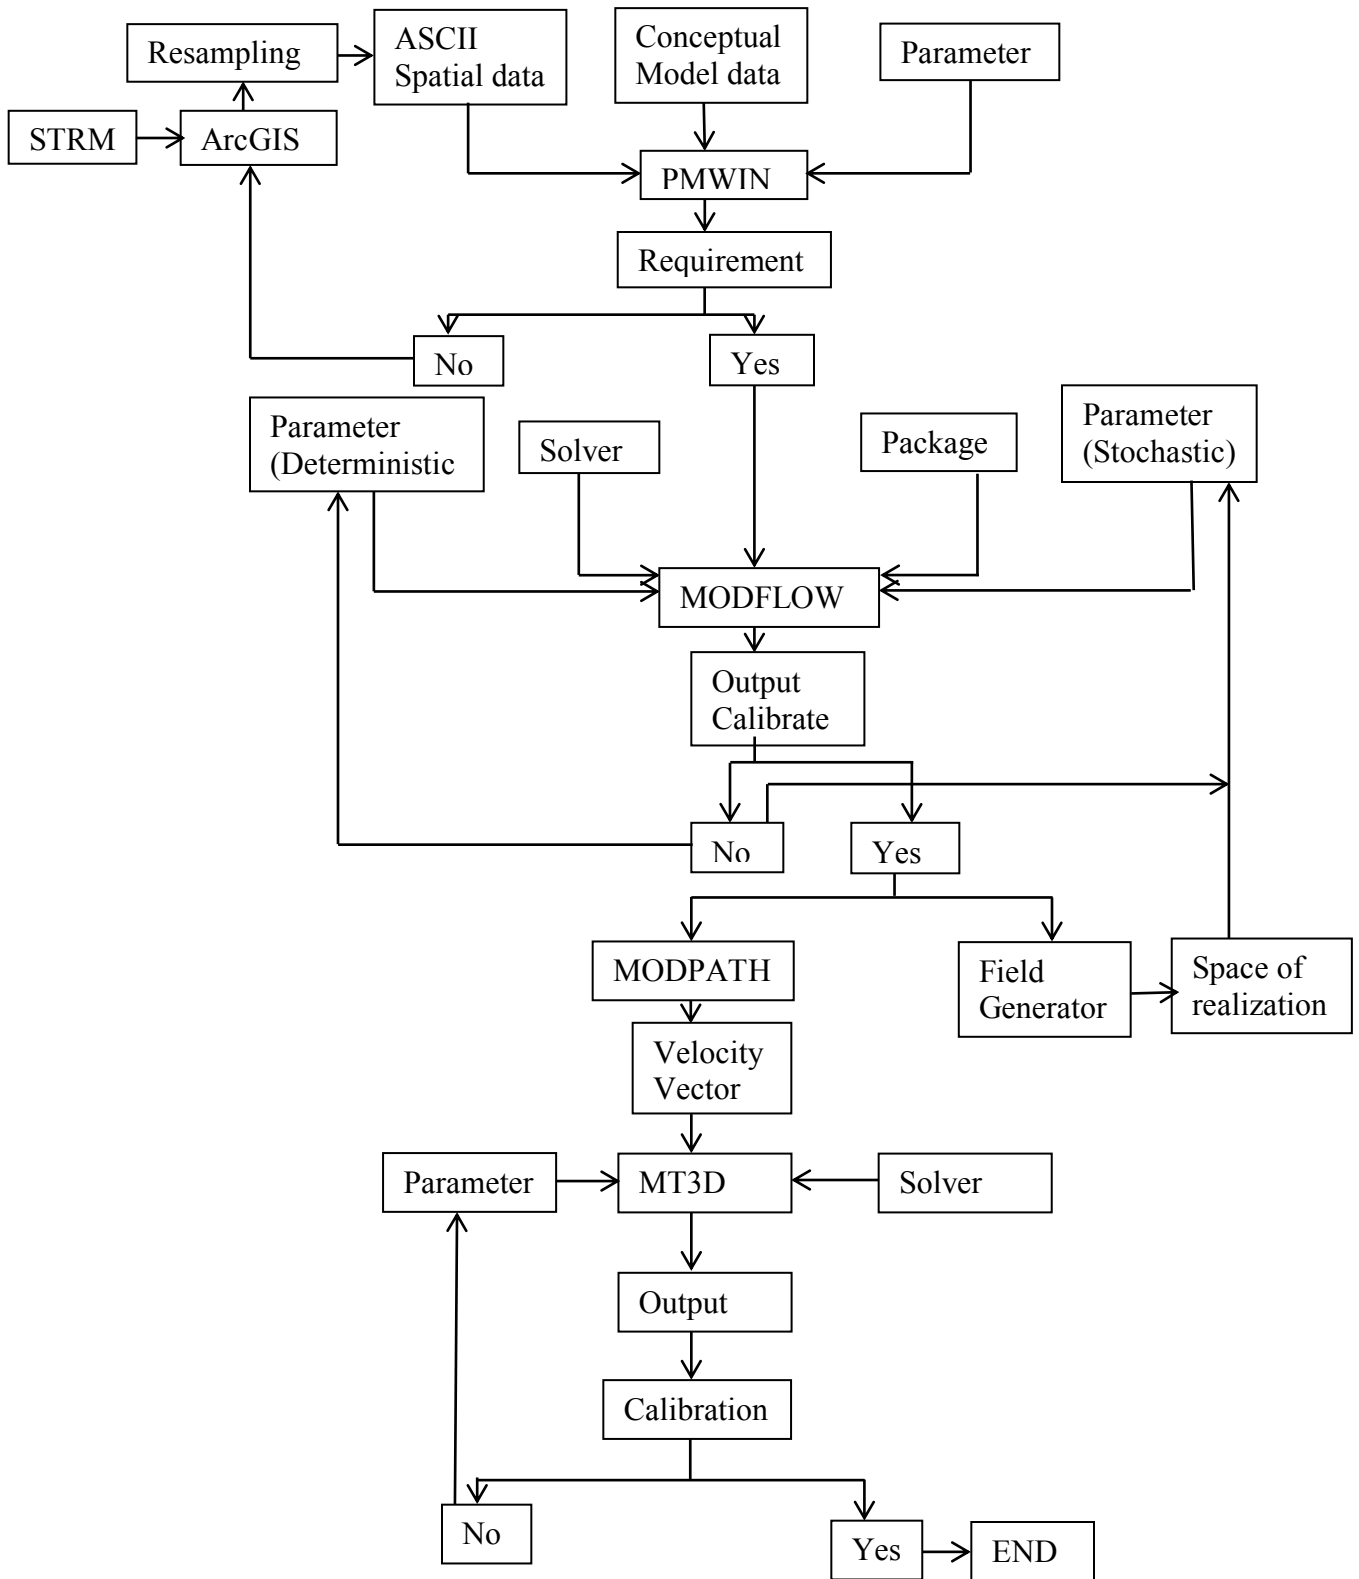 Resampling
ASCII
Spatial data
Conceptual
Model data
Parameter
STRM
ArcGIS
PMWIN
Requirement
No
Yes
Parameter
(Deterministic
Solver
Package
Parameter
(Stochastic)
MODFLOW
Output
Calibrate
No
Yes
MODPATH
Field
Generator
Space of
realization
Velocity
Vector
Parameter
MT3D
Solver
Output
Calibration
No
Yes
END